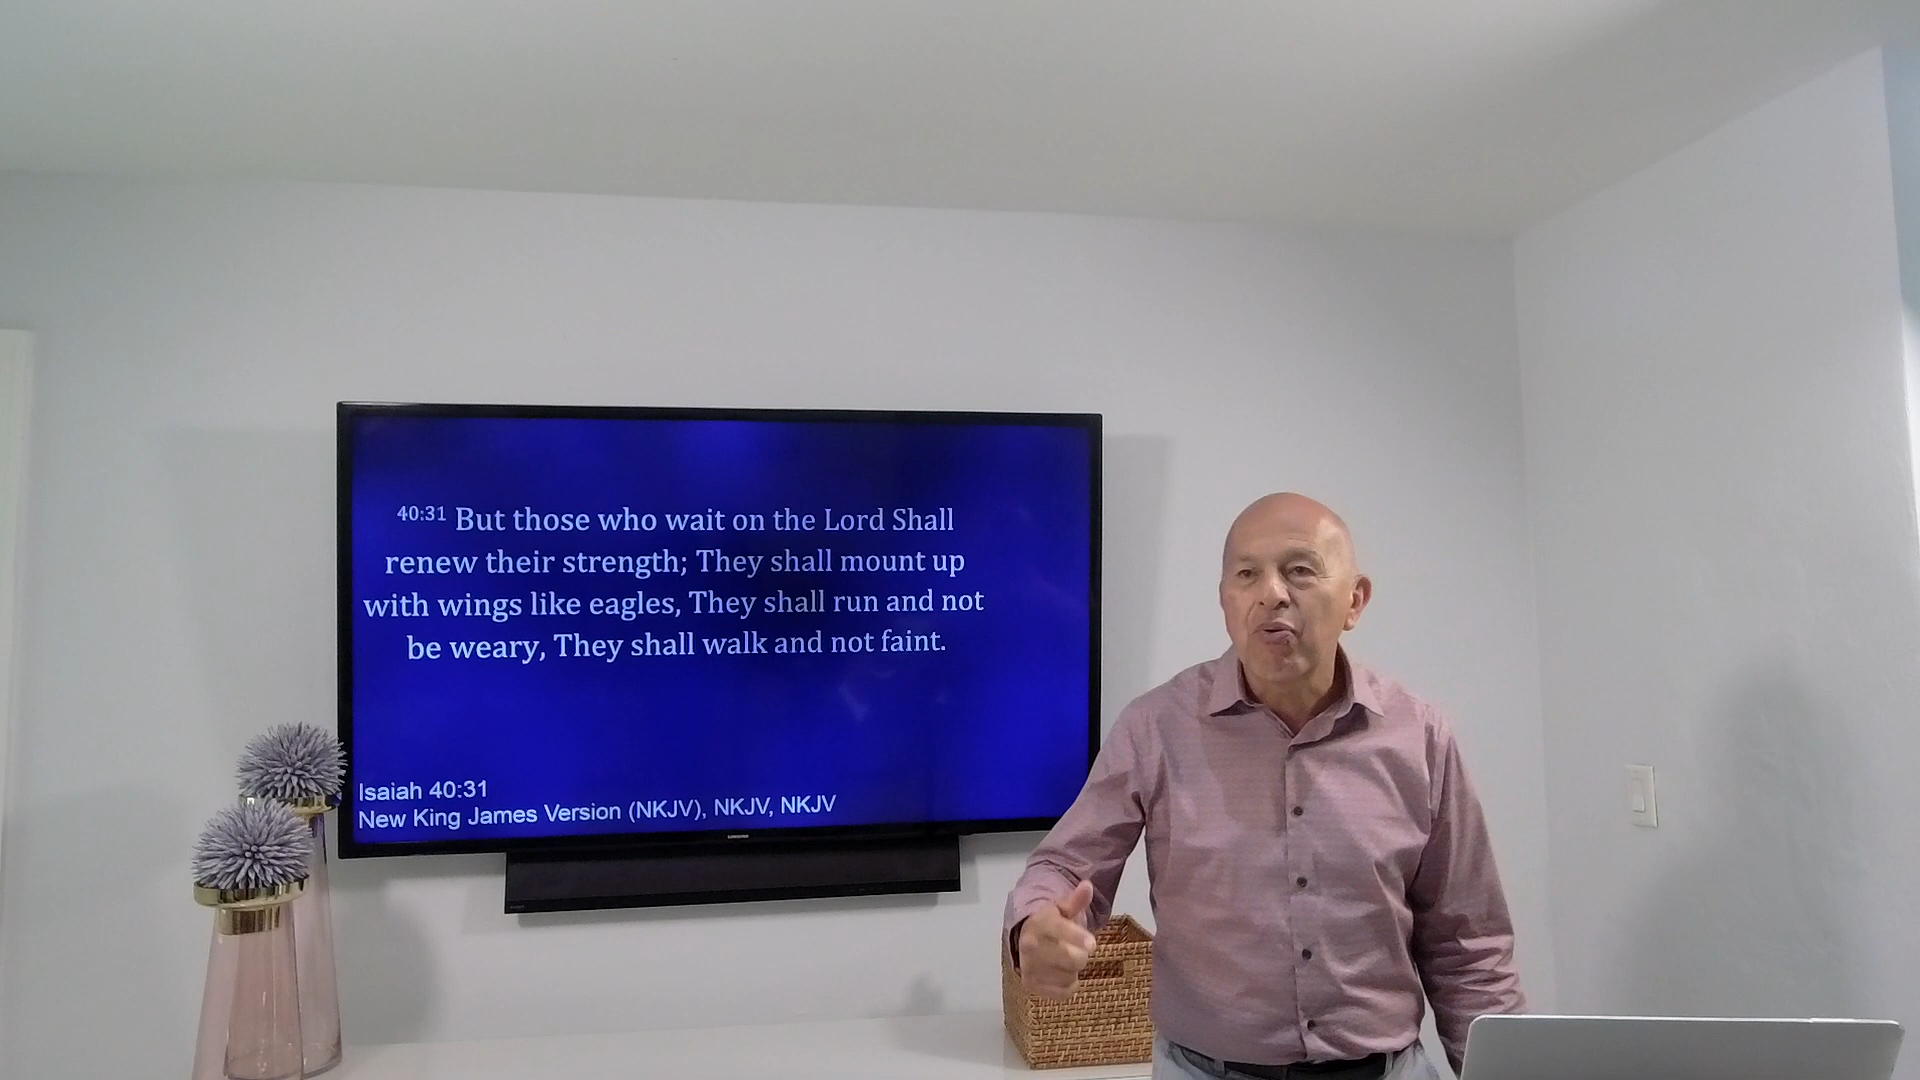 40:31 But those who wait on the Lord Shall
renew their strength; They shall mount up
with wings like eagles, They shall run and not
be weary, They shall walk and not faint.
Isaiah 40:31
New King James Version (NKJV), NKJV, NKJV
SAMSUNG